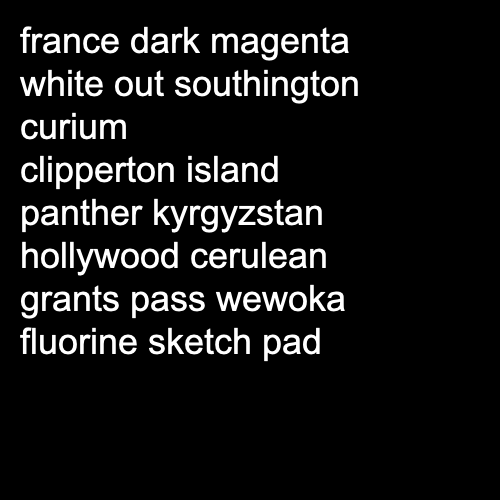 france dark magenta
white out southington
curium
clipperton island
panther kyrgyzstan
hollywood cerulean
grants pass wewoka
fluorine sketch pad